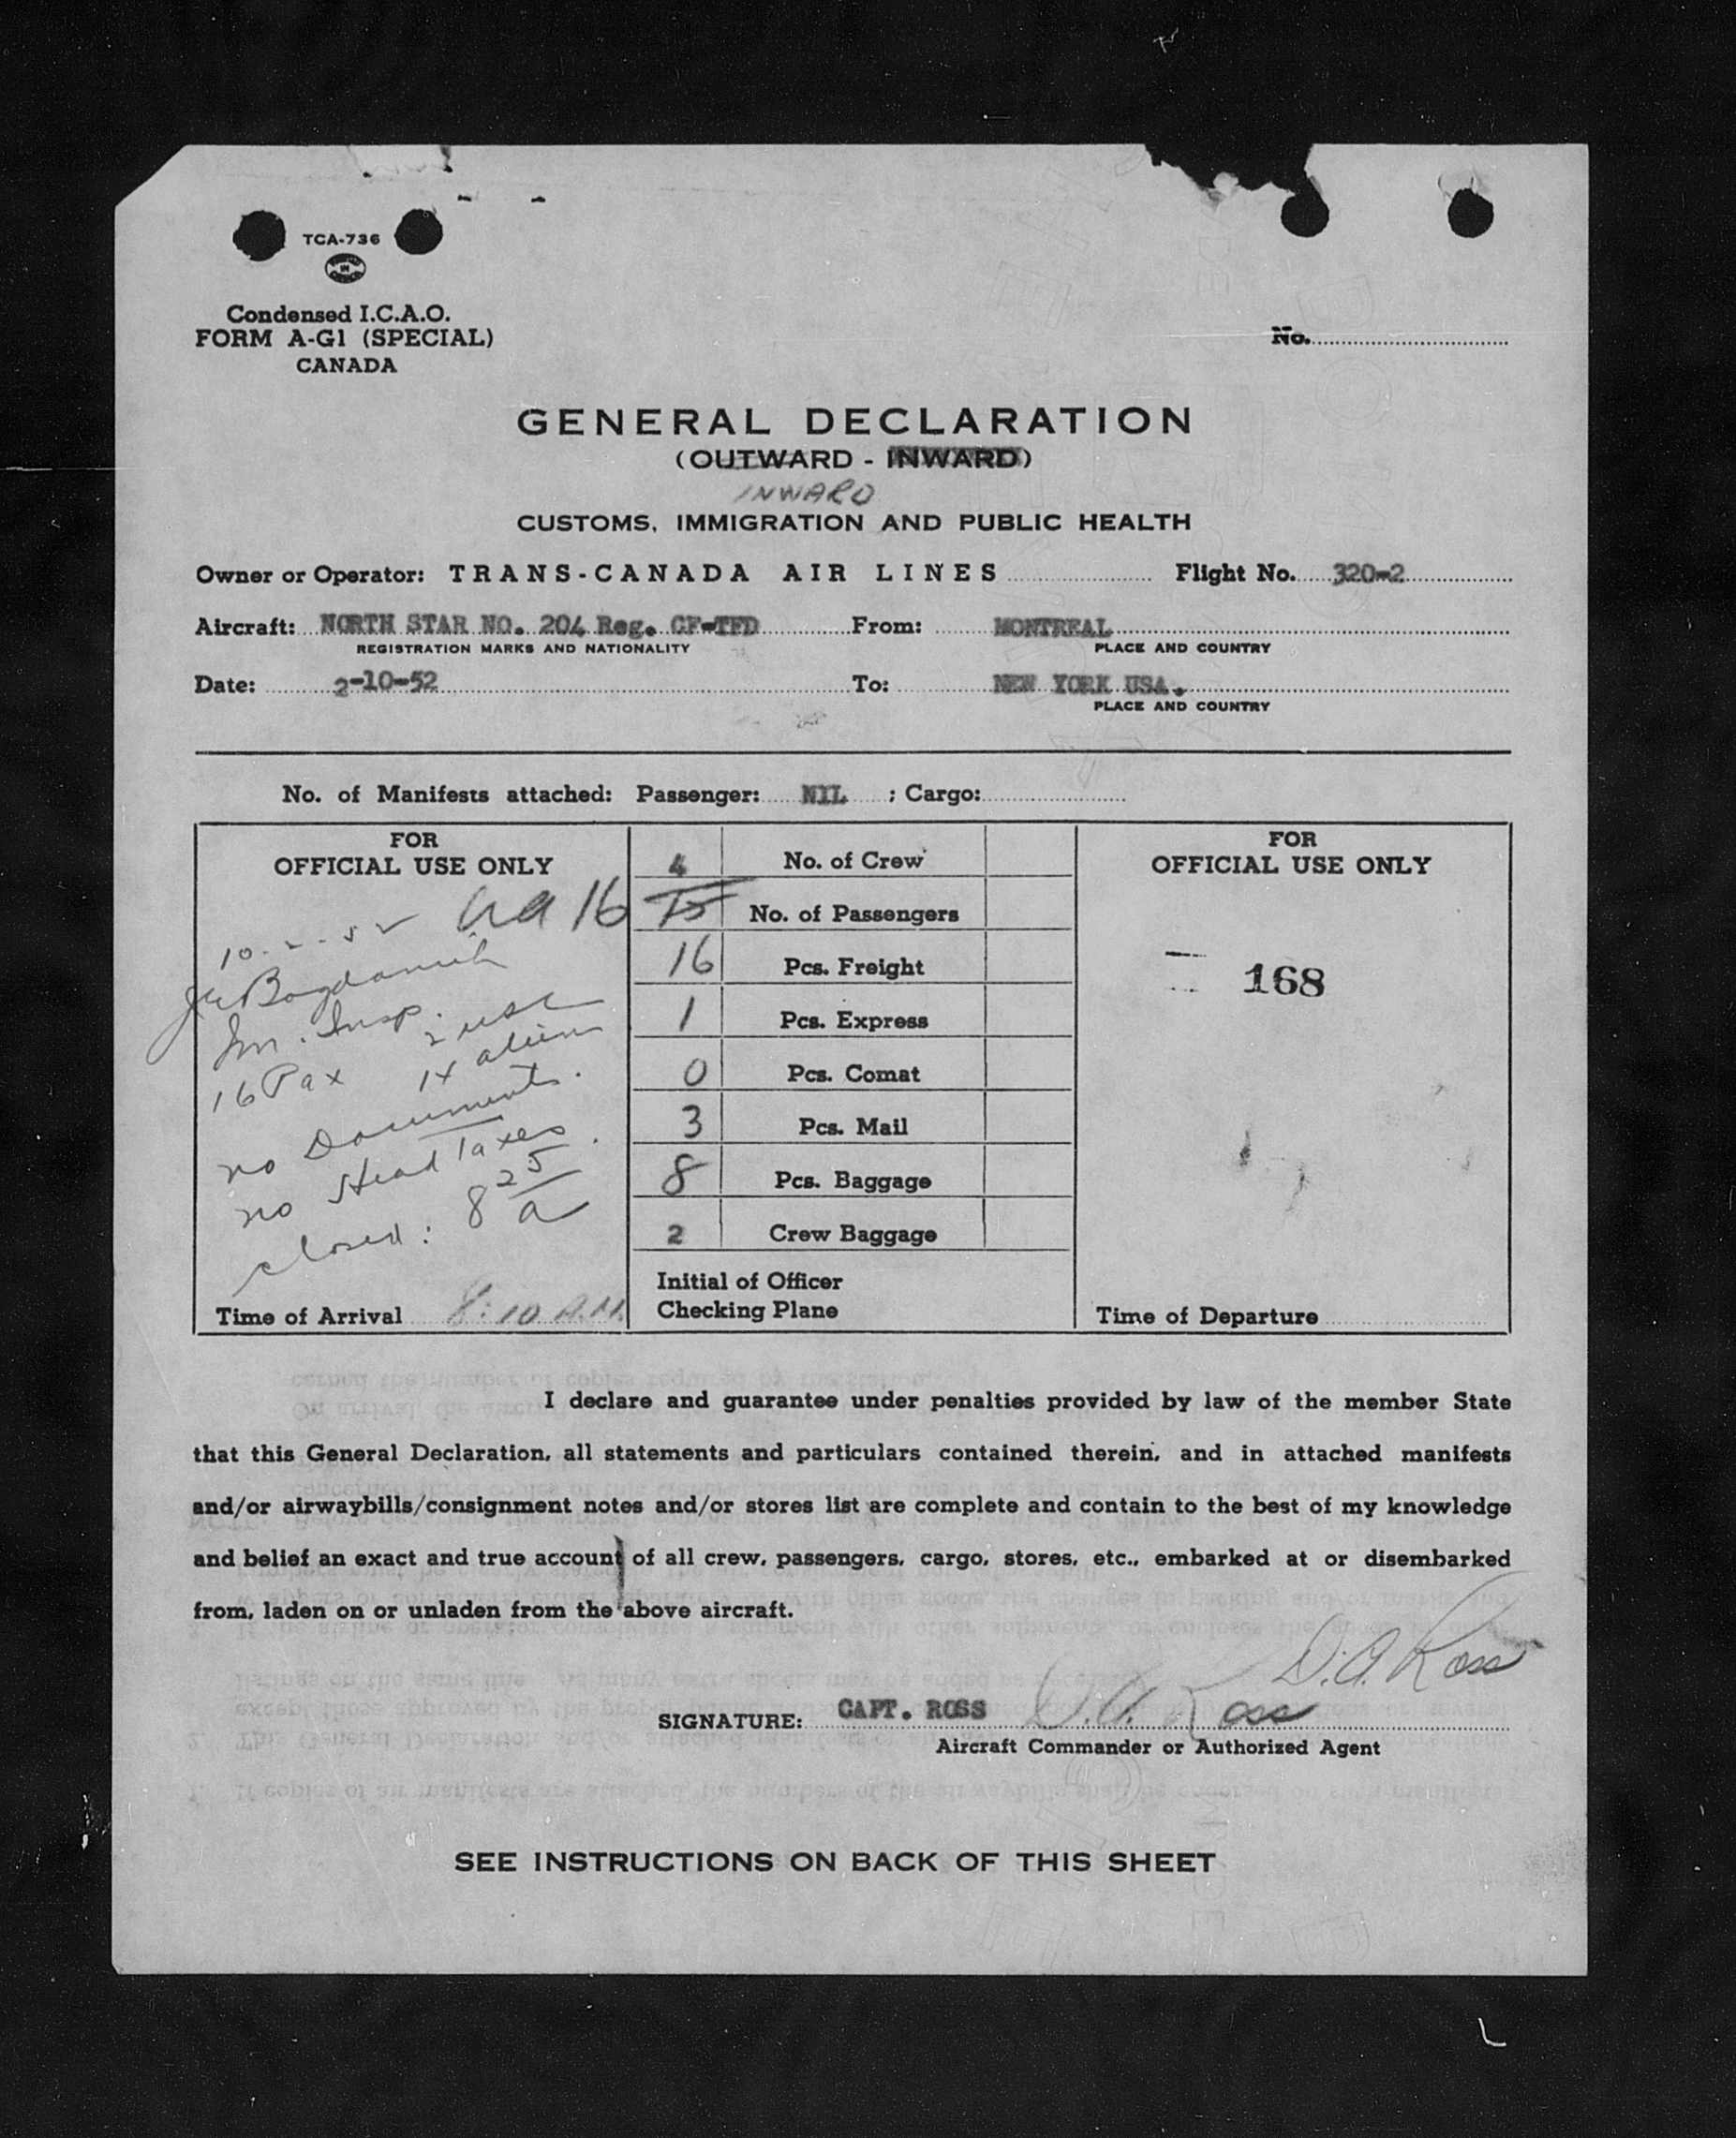 TCA-736
Condensed I.C.A.O.
FORM A-G1 (SPECIAL)
CANADA
No.
GENERAL DECLARATION
(OUTWARD - INWARD)
INWARD
CUSTOMS, IMMIGRATION AND PUBLIC HEALTH
Owner or Operator: TRANS-CANADA AIR LINES Flight No. 320-2
Aircraft: NORTH STAR NO. 204 Reg. CF-TFD From: MONTREAL
REGISTRATION MARKS AND NATIONALITY PLACE AND COUNTRY
Date: 2-10-52 To: NEW YORK USA.
PLACE AND COUNTRY
No. of Manifests attached: Passenger: NIL ; Cargo:
FOR
OFFICIAL USE ONLY
16
10-2-52
Im. Insp.
16 Pax 2 usc
14 aliens
no Documents.
no Head Taxes.
closed: 8 25 a
Time of Arrival 8:10 A.M.
4 No. of Crew
15 No. of Passengers
16 Pcs. Freight
1 Pcs. Express
0 Pcs. Comat
3 Pcs. Mail
8 Pcs. Baggage
2 Crew Baggage
Initial of Officer
Checking Plane
FOR
OFFICIAL USE ONLY
168
Time of Departure
I declare and guarantee under penalties provided by law of the member State
that this General Declaration, all statements and particulars contained therein, and in attached manifests
and/or airwaybills/consignment notes and/or stores list are complete and contain to the best of my knowledge
and belief an exact and true account of all crew, passengers, cargo, stores, etc., embarked at or disembarked
from, laden on or unladen from the above aircraft.
D.A. Ross
SIGNATURE: CAPT. ROSS D.A. Ross
Aircraft Commander or Authorized Agent
SEE INSTRUCTIONS ON BACK OF THIS SHEET